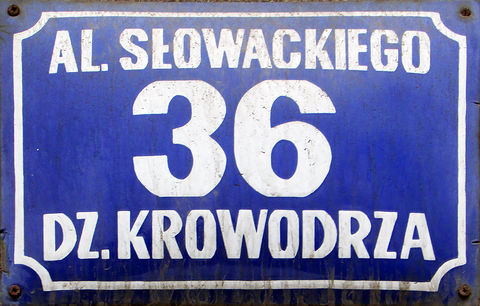 AL. SŁOWACKIEGO
36
DZ. KROWODRZA